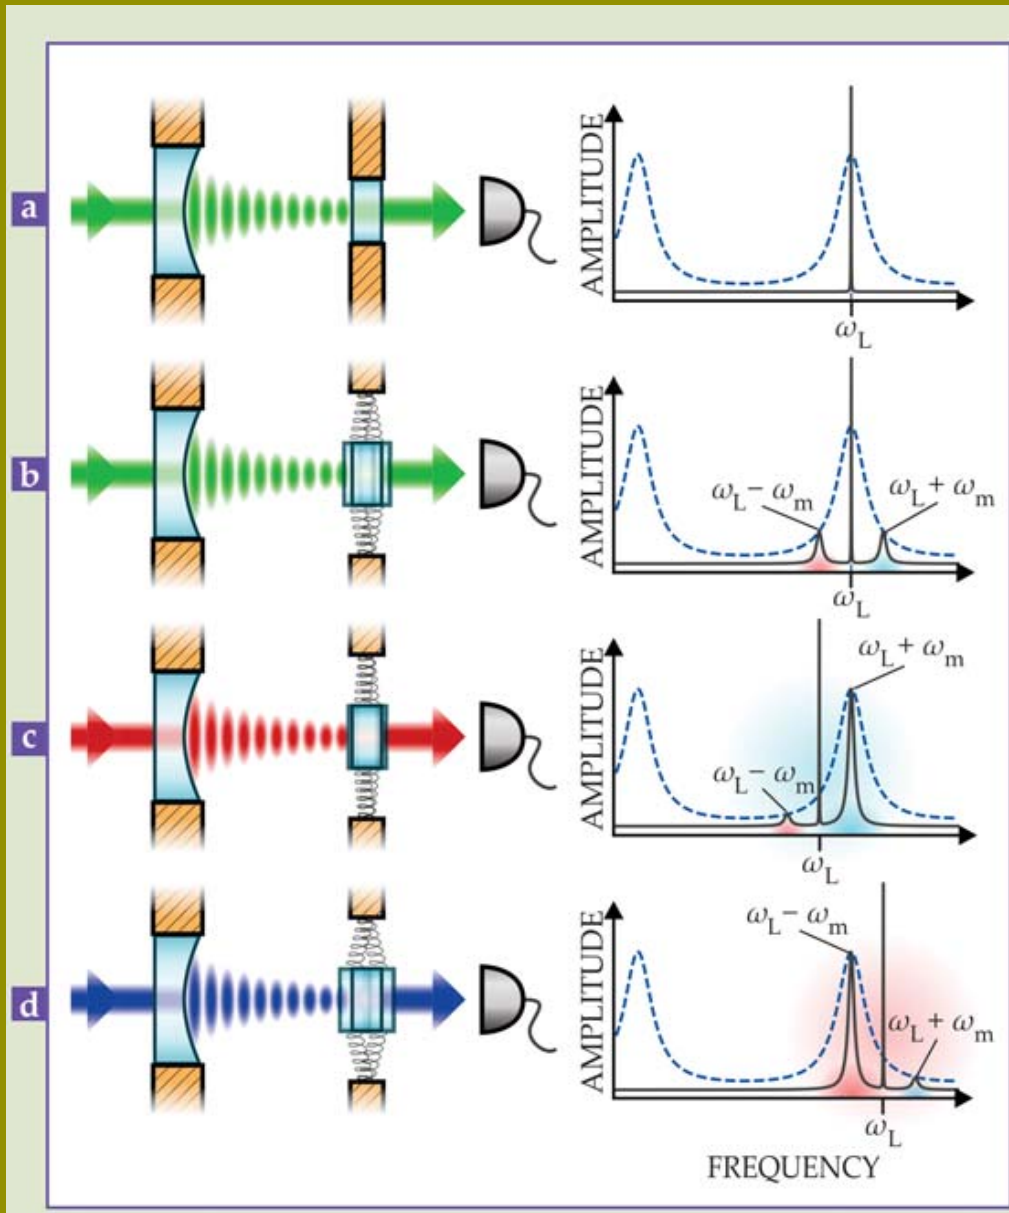 a
AMPLITUDE
ω_L
b
AMPLITUDE
ω_L − ω_m
ω_L + ω_m
ω_L
c
AMPLITUDE
ω_L + ω_m
ω_L − ω_m
ω_L
d
AMPLITUDE
ω_L − ω_m
ω_L + ω_m
ω_L
FREQUENCY